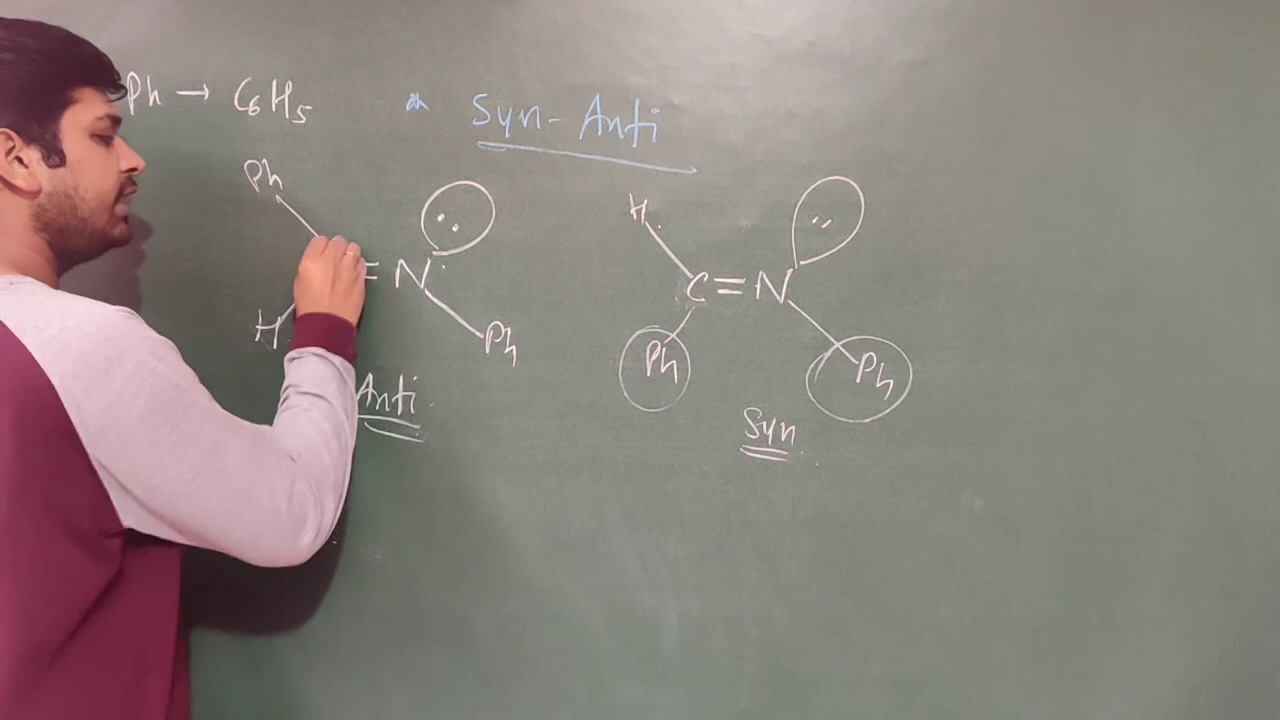 Ph → C6H5
Syn-Anti
Ph
= N
H
Ph
Anti
H
C=N
Ph
Ph
Syn